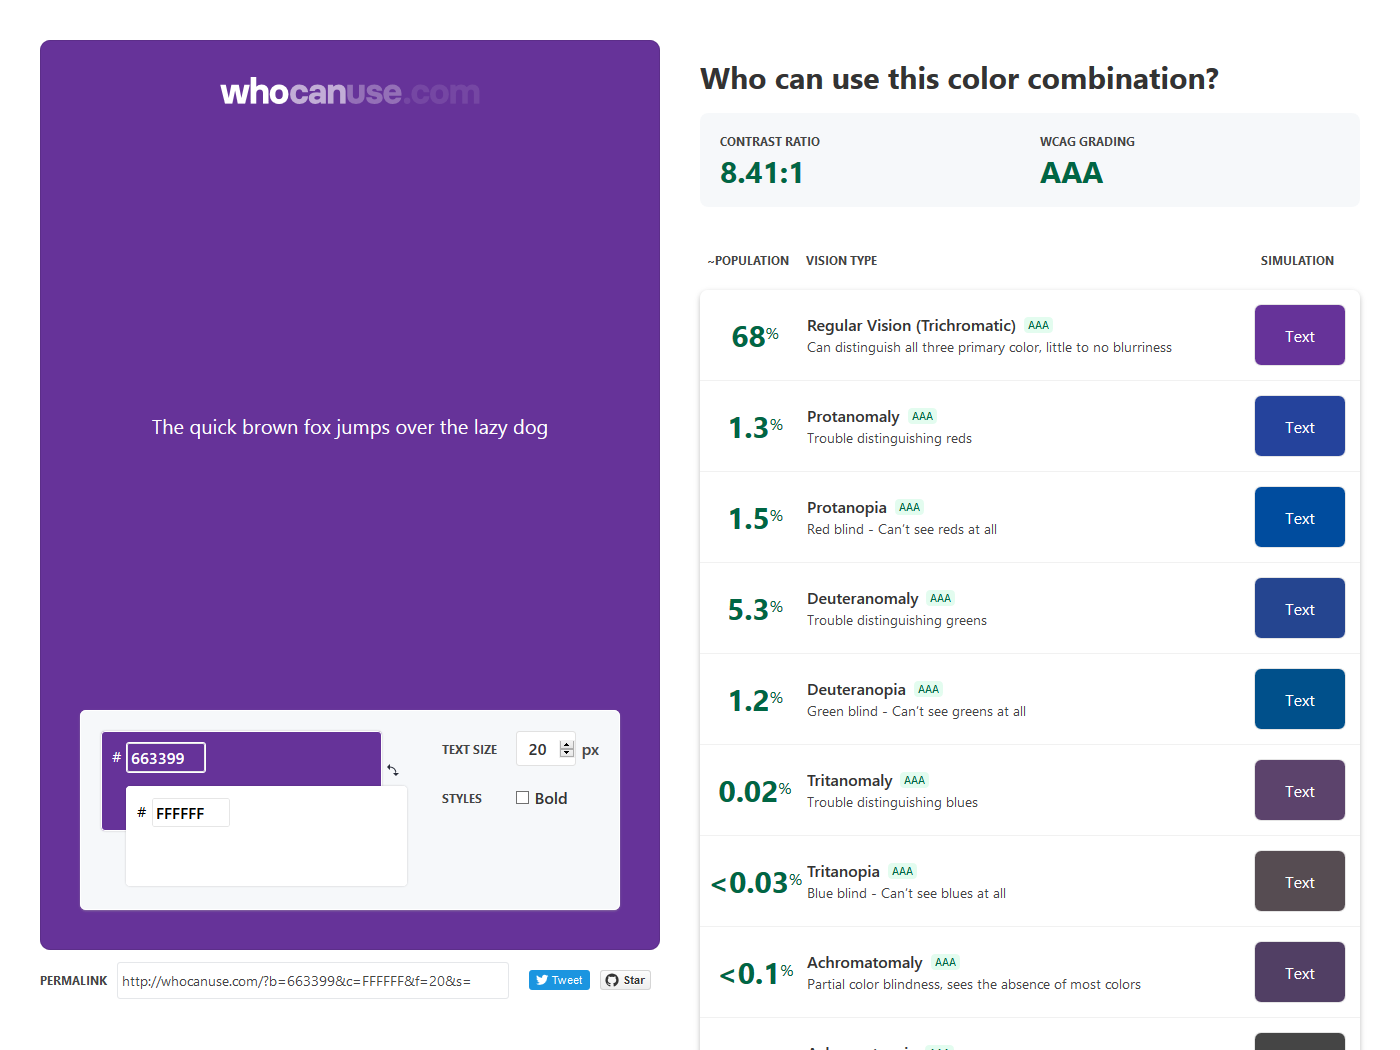 whocanuse.com
The quick brown fox jumps over the lazy dog
# 663399
# FFFFFF
TEXT SIZE 20 px
STYLES Bold
PERMALINK http://whocanuse.com/?b=663399&c=FFFFFF&f=20&s= Tweet Star
Who can use this color combination?
CONTRAST RATIO WCAG GRADING
8.41:1 AAA
~POPULATION VISION TYPE SIMULATION
68% Regular Vision (Trichromatic) AAA Text
Can distinguish all three primary color, little to no blurriness
1.3% Protanomaly AAA Text
Trouble distinguishing reds
1.5% Protanopia AAA Text
Red blind - Can’t see reds at all
5.3% Deuteranomaly AAA Text
Trouble distinguishing greens
1.2% Deuteranopia AAA Text
Green blind - Can’t see greens at all
0.02% Tritanomaly AAA Text
Trouble distinguishing blues
<0.03% Tritanopia AAA Text
Blue blind - Can’t see blues at all
<0.1% Achromatomaly AAA Text
Partial color blindness, sees the absence of most colors